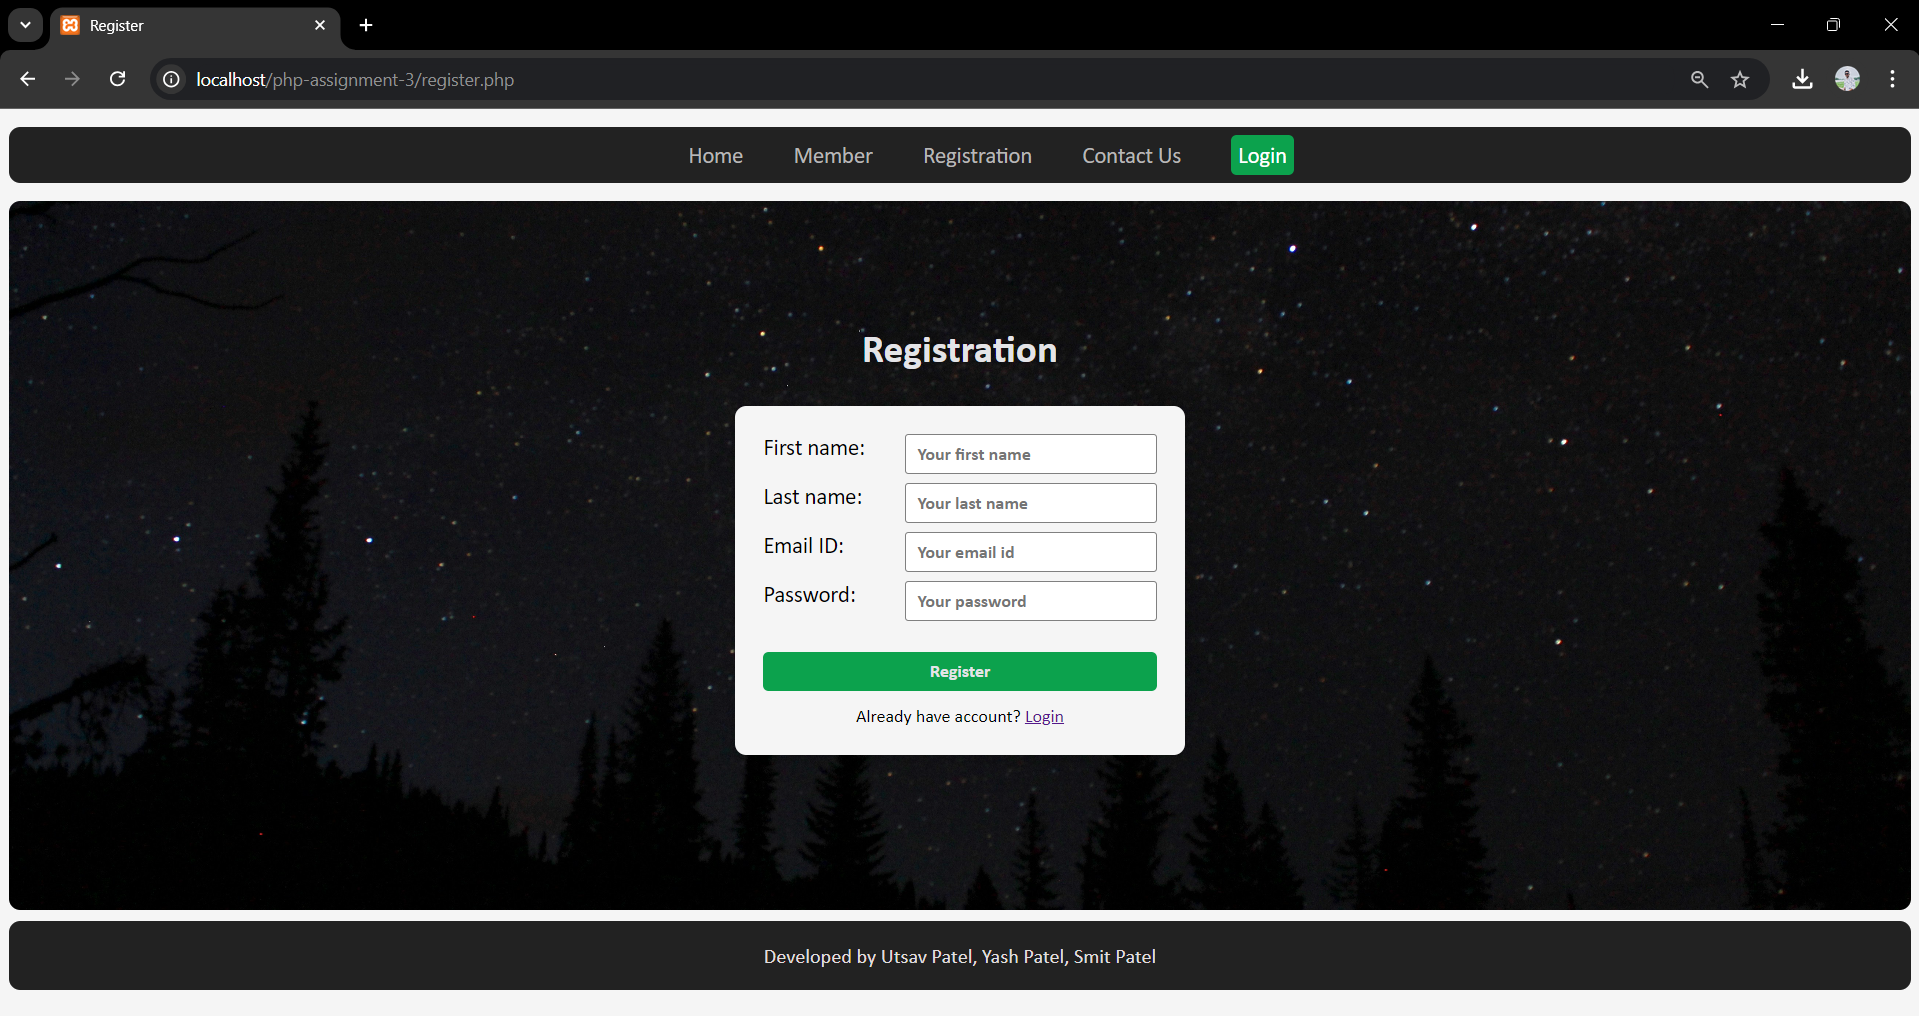 Register
localhost/php-assignment-3/register.php
Home Member Registration Contact Us Login
Registration
First name: Your first name
Last name: Your last name
Email ID: Your email id
Password: Your password
Register
Already have account? Login
Developed by Utsav Patel, Yash Patel, Smit Patel